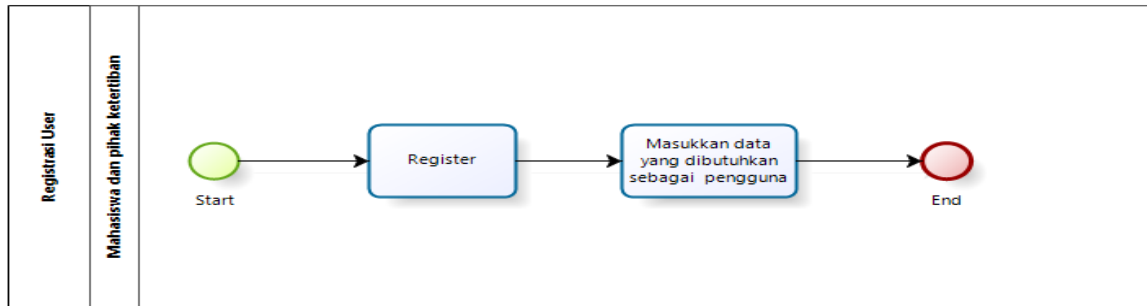 Registrasi User
Mahasiswa dan pihak ketertiban
Start
Register
Masukkan data
yang dibutuhkan
sebagai pengguna
End